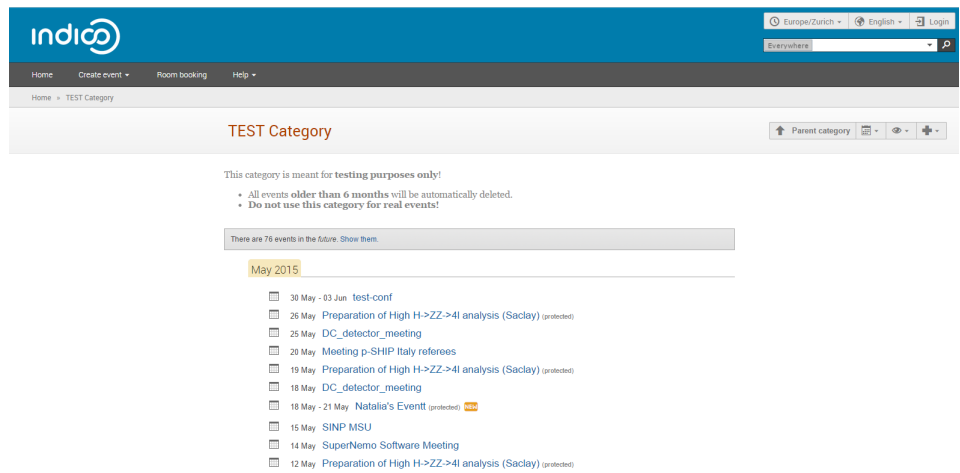 indico
Europe/Zurich English Login
Everywhere
Home Create event Room booking Help
Home » TEST Category
TEST Category
Parent category
This category is meant for testing purposes only!
• All events older than 6 months will be automatically deleted.
• Do not use this category for real events!
There are 76 events in the future. Show them.
May 2015
30 May - 03 Jun test-conf
26 May Preparation of High H->ZZ->4l analysis (Saclay) (protected)
25 May DC_detector_meeting
20 May Meeting p-SHIP Italy referees
19 May Preparation of High H->ZZ->4l analysis (Saclay) (protected)
18 May DC_detector_meeting
18 May - 21 May Natalia's Eventt (protected) NEW
15 May SINP MSU
14 May SuperNemo Software Meeting
12 May Preparation of High H->ZZ->4l analysis (Saclay) (protected)